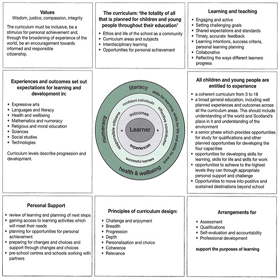 Values
Wisdom, justice, compassion, integrity
The curriculum must be inclusive, be a
stimulus for personal achievement and,
through the broadening of experience of the
world, be an encouragement towards
informed and responsible
citizenship.
The curriculum: 'the totality of all
that is planned for children and young
people throughout their education'
• Ethos and life of the school as a community
• Curriculum areas and subjects
• Interdisciplinary learning
• Opportunities for personal achievement
Learning and teaching
• Engaging and active
• Setting challenging goals
• Shared expectations and standards
• Timely, accurate feedback
• Learning intentions, success criteria,
personal learning planning
• Collaborative
• Reflecting the ways different learners
progress
Experiences and outcomes set out
expectations for learning and
development in:
• Expressive arts
• Languages and literacy
• Health and wellbeing
• Mathematics and numeracy
• Religious and moral education
• Sciences
• Social studies
• Technologies
Curriculum levels describe progression and
development.
literacy
outcomes
Learner
experiences
successful learners
health & wellbeing
All children and young people are
entitled to experience
• a coherent curriculum from 3 to 18
• a broad general education, including well
planned experiences and outcomes across
all the curriculum areas. This should include
understanding of the world and Scotland's
place in it and understanding of the
environment
• a senior phase which provides opportunities
for study for qualifications and other
planned opportunities for developing the
four capacities
• opportunities for developing skills for
learning, skills for life and skills for work
• opportunities to achieve to the highest
levels they can through appropriate
personal support and challenge
• Opportunities to move into positive and
sustained destinations beyond school
Personal Support
• review of learning and planning of next steps
• gaining access to learning activities which
will meet their needs
• planning for opportunities for personal
achievement
• preparing for changes and choices and
support through changes and choices
• pre-school centres and schools working with
partners
Principles of curriculum design:
• Challenge and enjoyment
• Breadth
• Progression
• Depth
• Personalisation and choice
• Coherence
• Relevance
Arrangements for
• Assessment
• Qualifications
• Self-evaluation and accountability
• Professional development
support the purposes of learning